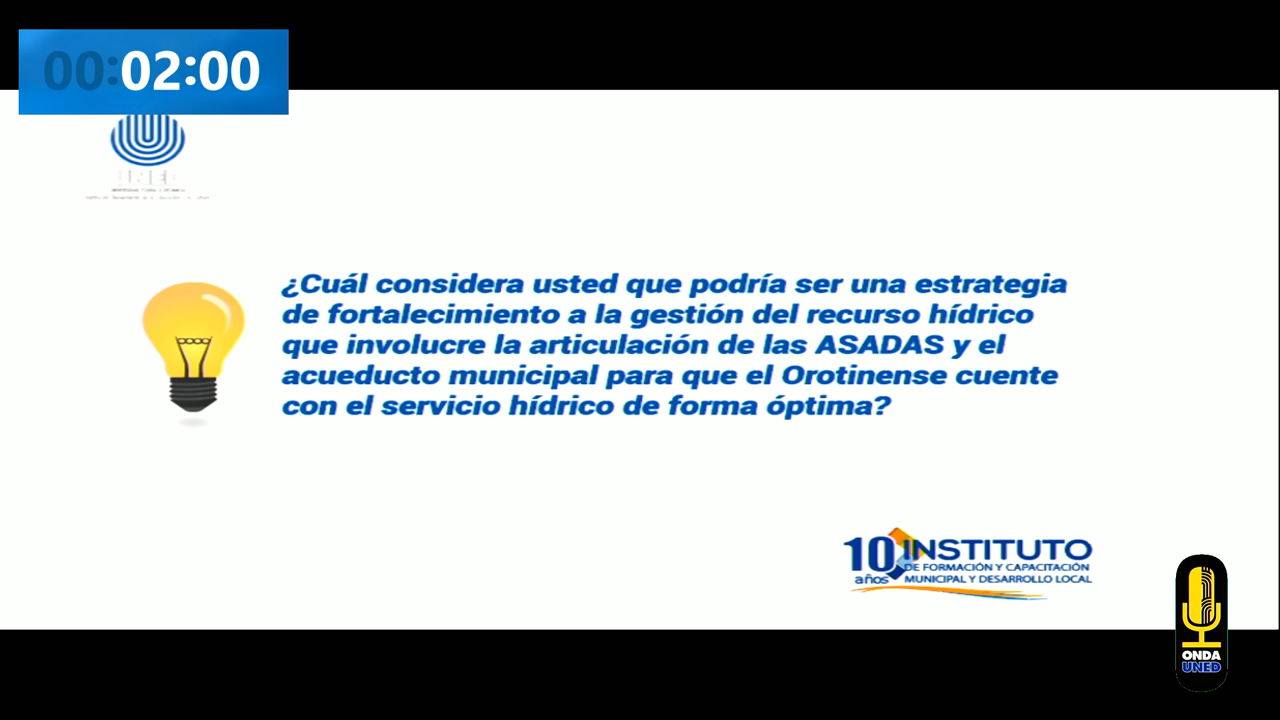 00:02:00
UNED
¿Cuál considera usted que podría ser una estrategia
de fortalecimiento a la gestión del recurso hídrico
que involucre la articulación de las ASADAS y el
acueducto municipal para que el Orotinense cuente
con el servicio hídrico de forma óptima?
10 INSTITUTO
años DE FORMACIÓN Y CAPACITACIÓN
MUNICIPAL Y DESARROLLO LOCAL
ONDA
UNED